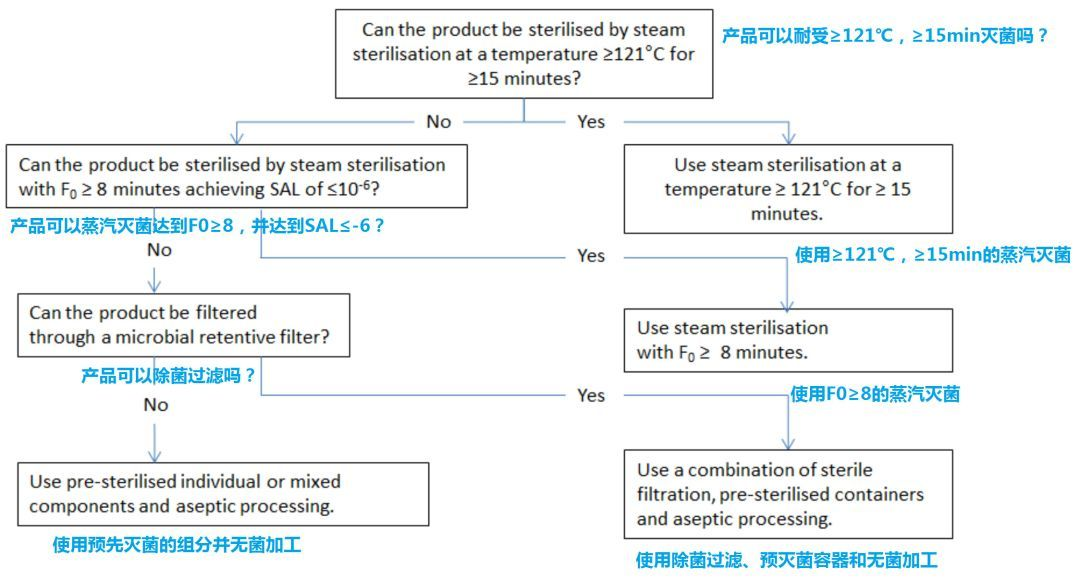 Can the product be sterilised by steam
sterilisation at a temperature ≥121°C for
≥15 minutes?
产品可以耐受≥121℃，≥15min灭菌吗？
No
Yes
Can the product be sterilised by steam sterilisation
with F₀ ≥ 8 minutes achieving SAL of ≤10⁻⁶?
产品可以蒸汽灭菌达到F0≥8，并达到SAL≤-6？
Use steam sterilisation at a
temperature ≥ 121°C for ≥ 15
minutes.
使用≥121℃，≥15min的蒸汽灭菌
No
Yes
Can the product be filtered
through a microbial retentive filter?
产品可以除菌过滤吗？
Use steam sterilisation
with F₀ ≥ 8 minutes.
使用F0≥8的蒸汽灭菌
No
Yes
Use pre-sterilised individual or mixed
components and aseptic processing.
使用预先灭菌的组分并无菌加工
Use a combination of sterile
filtration, pre-sterilised containers
and aseptic processing.
使用除菌过滤、预灭菌容器和无菌加工